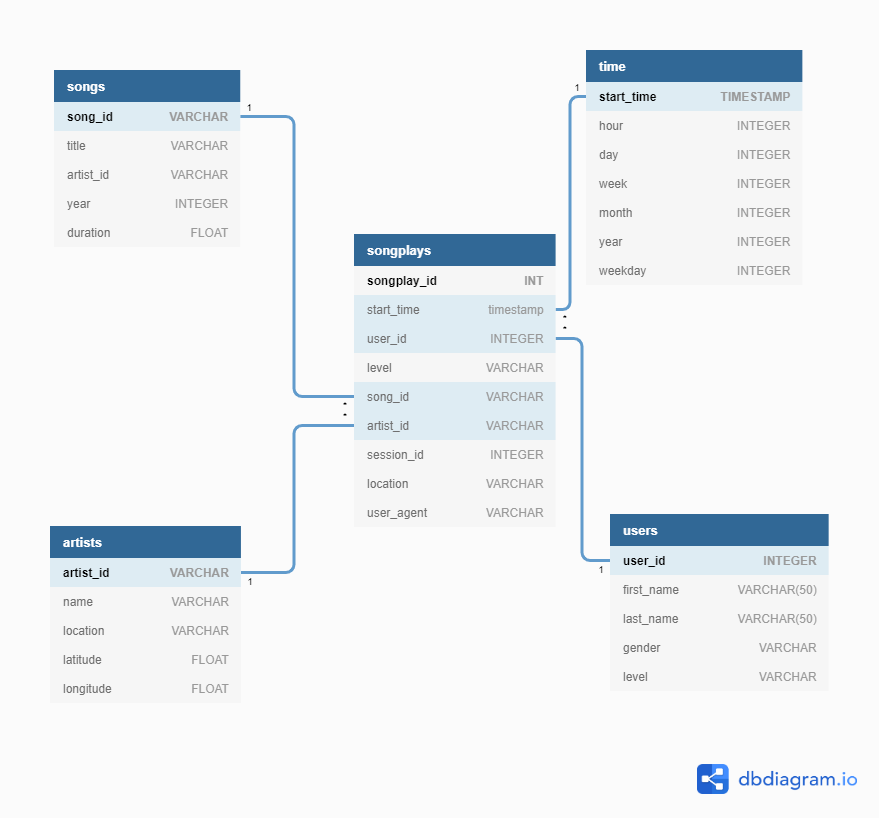 songs
song_id VARCHAR
title VARCHAR
artist_id VARCHAR
year INTEGER
duration FLOAT
1
time
start_time TIMESTAMP
hour INTEGER
day INTEGER
week INTEGER
month INTEGER
year INTEGER
weekday INTEGER
1
songplays
songplay_id INT
start_time timestamp
user_id INTEGER
level VARCHAR
song_id VARCHAR
artist_id VARCHAR
session_id INTEGER
location VARCHAR
user_agent VARCHAR
*
*
*
*
artists
artist_id VARCHAR
name VARCHAR
location VARCHAR
latitude FLOAT
longitude FLOAT
1
users
user_id INTEGER
first_name VARCHAR(50)
last_name VARCHAR(50)
gender VARCHAR
level VARCHAR
1
dbdiagram.io